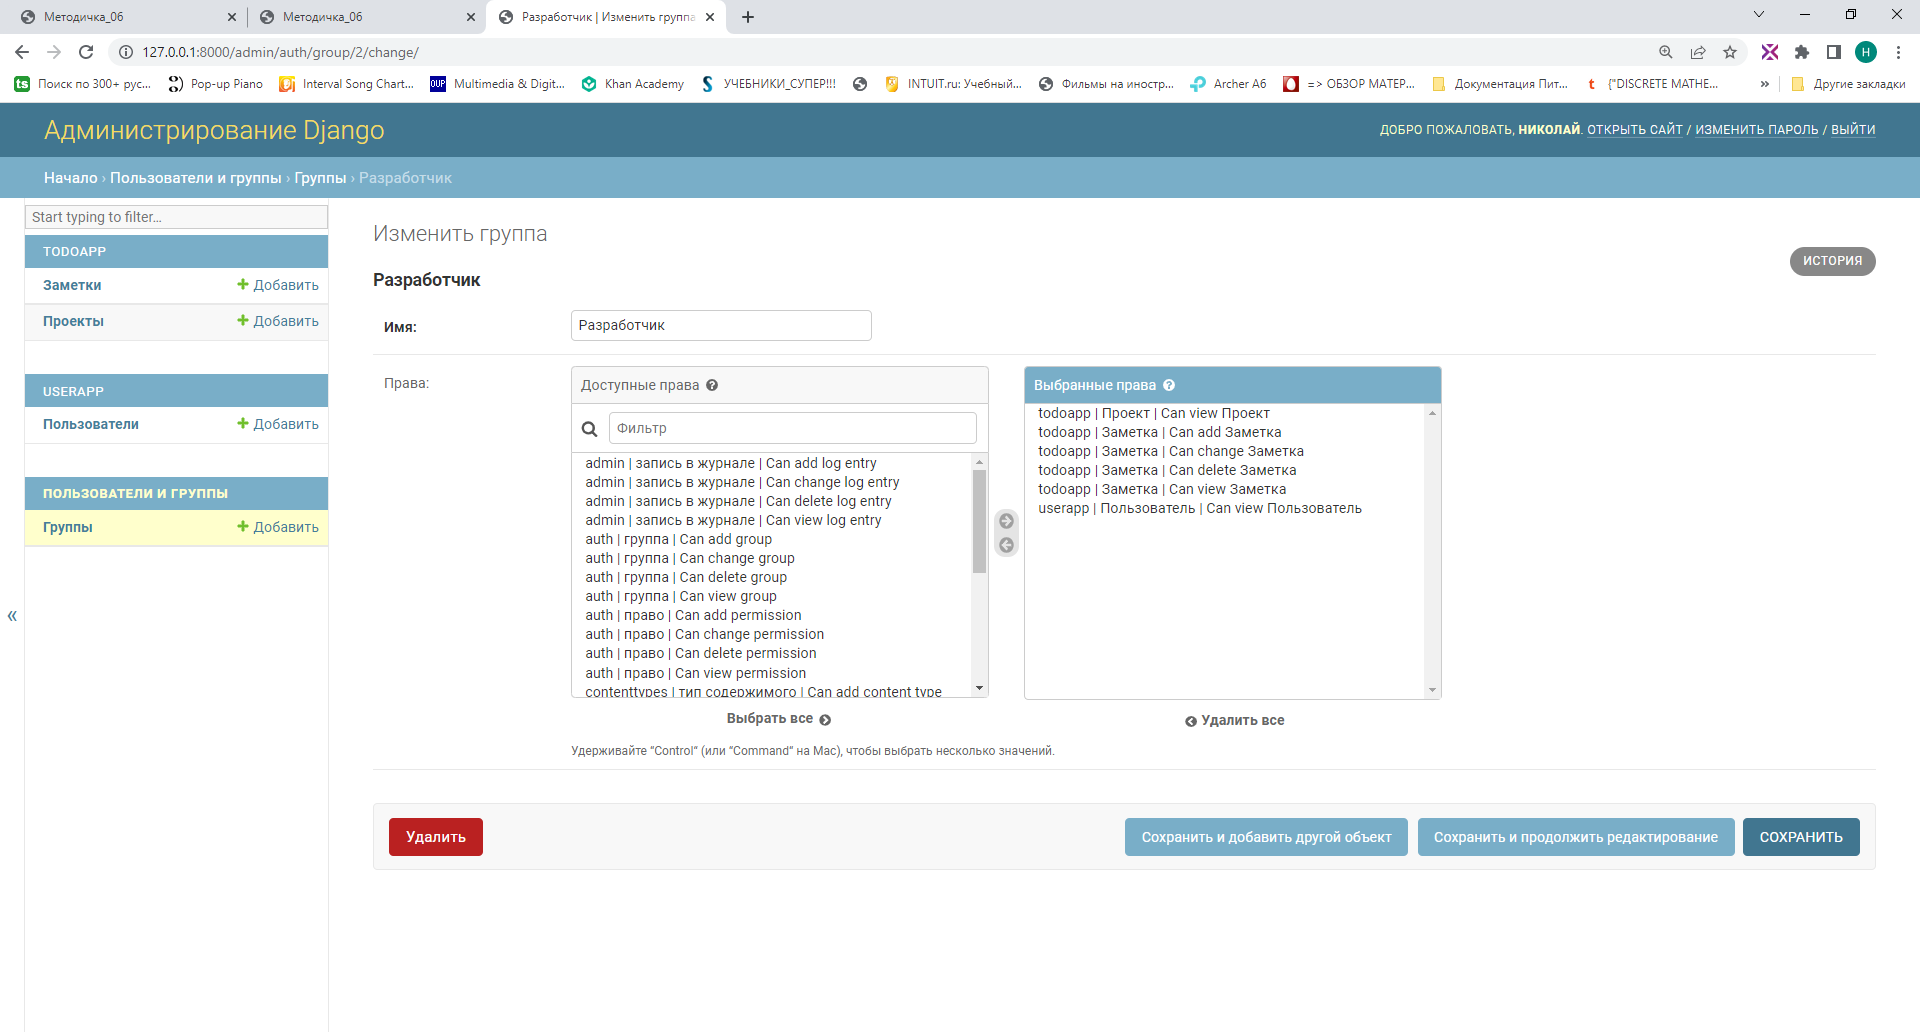 Методичка_06
Методичка_06
Разработчик | Изменить группа
127.0.0.1:8000/admin/auth/group/2/change/
H
ts Поиск по 300+ рус...
Pop-up Piano
Interval Song Chart...
OUP Multimedia & Digit...
Khan Academy
УЧЕБНИКИ_СУПЕР!!!
INTUIT.ru: Учебный...
Фильмы на иностр...
Archer A6
=> ОБЗОР МАТЕР...
Документация Пит...
t {"DISCRETE MATHE...
»
Другие закладки
Администрирование Django
ДОБРО ПОЖАЛОВАТЬ, НИКОЛАЙ. ОТКРЫТЬ САЙТ / ИЗМЕНИТЬ ПАРОЛЬ / ВЫЙТИ
Начало › Пользователи и группы › Группы › Разработчик
Start typing to filter...
TODOAPP
Заметки + Добавить
Проекты + Добавить
USERAPP
Пользователи + Добавить
ПОЛЬЗОВАТЕЛИ И ГРУППЫ
Группы + Добавить
«
Изменить группа
ИСТОРИЯ
Разработчик
Имя: Разработчик
Права:
Доступные права ?
Фильтр
admin | запись в журнале | Can add log entry
admin | запись в журнале | Can change log entry
admin | запись в журнале | Can delete log entry
admin | запись в журнале | Can view log entry
auth | группа | Can add group
auth | группа | Can change group
auth | группа | Can delete group
auth | группа | Can view group
auth | право | Can add permission
auth | право | Can change permission
auth | право | Can delete permission
auth | право | Can view permission
contenttypes | тип содержимого | Can add content type
Выбрать все
Выбранные права ?
todoapp | Проект | Can view Проект
todoapp | Заметка | Can add Заметка
todoapp | Заметка | Can change Заметка
todoapp | Заметка | Can delete Заметка
todoapp | Заметка | Can view Заметка
userapp | Пользователь | Can view Пользователь
Удалить все
Удерживайте “Control“ (или “Command“ на Mac), чтобы выбрать несколько значений.
Удалить
Сохранить и добавить другой объект
Сохранить и продолжить редактирование
СОХРАНИТЬ